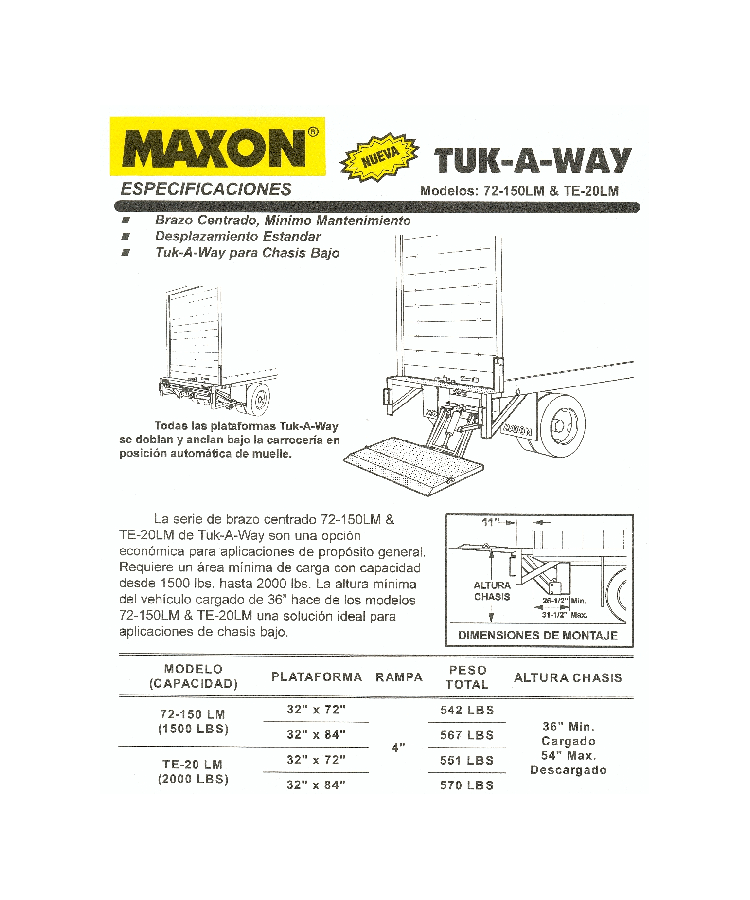 MAXON®
NUEVA
TUK-A-WAY
ESPECIFICACIONES
Modelos: 72-150LM & TE-20LM
Brazo Centrado, Mínimo Mantenimiento
Desplazamiento Estandar
Tuk-A-Way para Chasis Bajo
MAXON
Todas las plataformas Tuk-A-Way
se doblan y anclan bajo la carrocería en
posición automática de muelle.
La serie de brazo centrado 72-150LM &
TE-20LM de Tuk-A-Way son una opción
económica para aplicaciones de propósito general.
Requiere un área mínima de carga con capacidad
desde 1500 lbs. hasta 2000 lbs. La altura mínima
del vehículo cargado de 36" hace de los modelos
72-150LM & TE-20LM una solución ideal para
aplicaciones de chasis bajo.
11"
ALTURA
CHASIS
26-1/2" Min.
31-1/2" Max.
DIMENSIONES DE MONTAJE
MODELO
(CAPACIDAD)
PLATAFORMA
RAMPA
PESO
TOTAL
ALTURA CHASIS
72-150 LM
(1500 LBS)
32" x 72"
542 LBS
32" x 84"
567 LBS
TE-20 LM
(2000 LBS)
32" x 72"
551 LBS
32" x 84"
570 LBS
4"
36" Min.
Cargado
54" Max.
Descargado